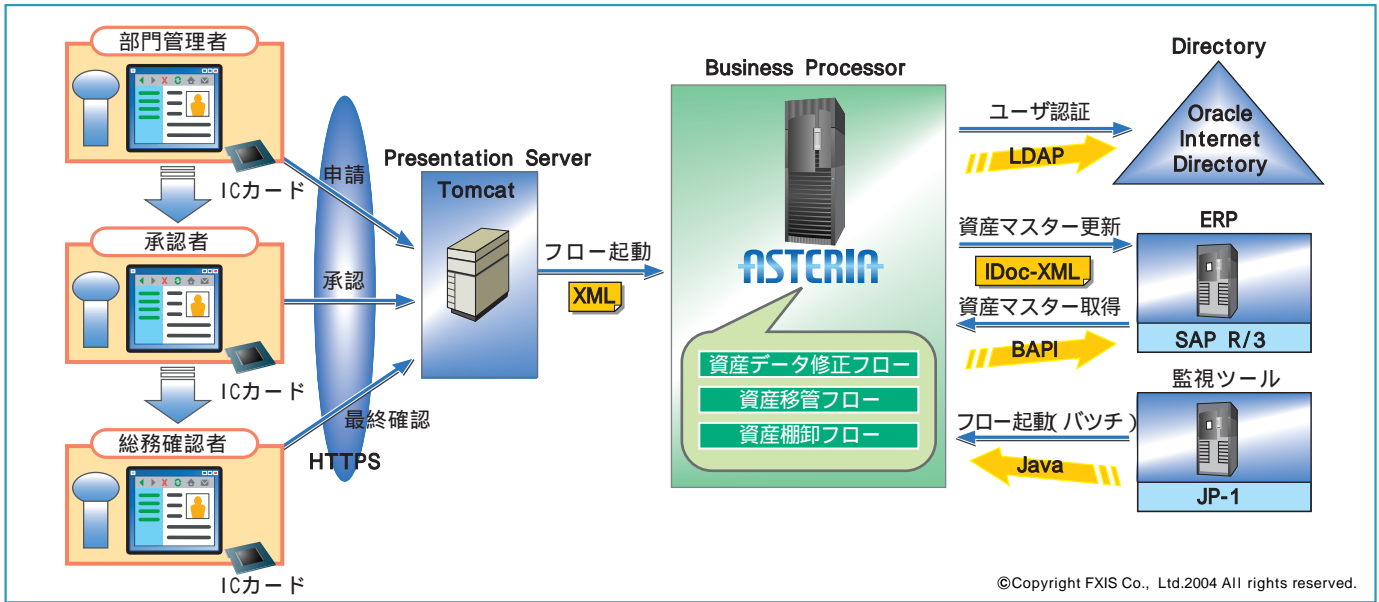 部門管理者
ICカード
承認者
ICカード
総務確認者
ICカード
申請
承認
最終確認
HTTPS
Presentation Server
Tomcat
フロー起動
XML
Business Processor
ASTERIA
資産データ修正フロー
資産移管フロー
資産棚卸フロー
Directory
ユーザ認証
LDAP
Oracle
Internet
Directory
資産マスター更新
IDoc-XML
資産マスター取得
BAPI
ERP
SAP R/3
監視ツール
フロー起動(バツチ)
Java
JP-1
©Copyright FXIS Co., Ltd.2004 All rights reserved.